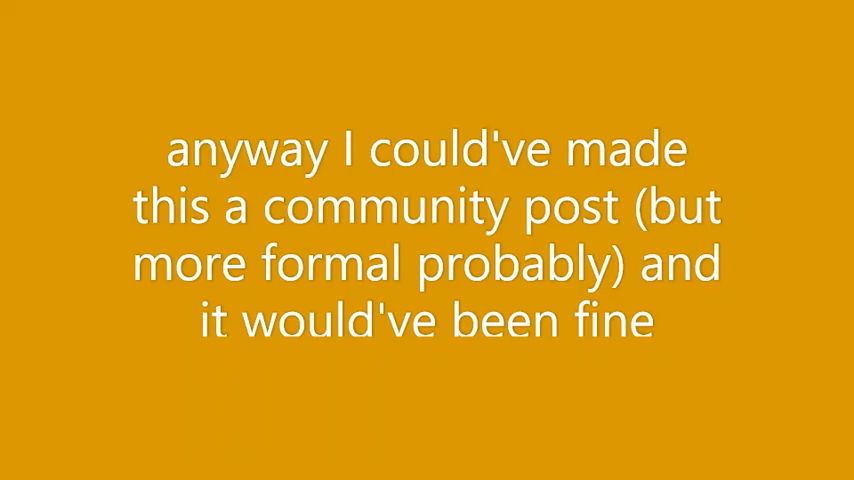 anyway I could've made
this a community post (but
more formal probably) and
it would've been fine